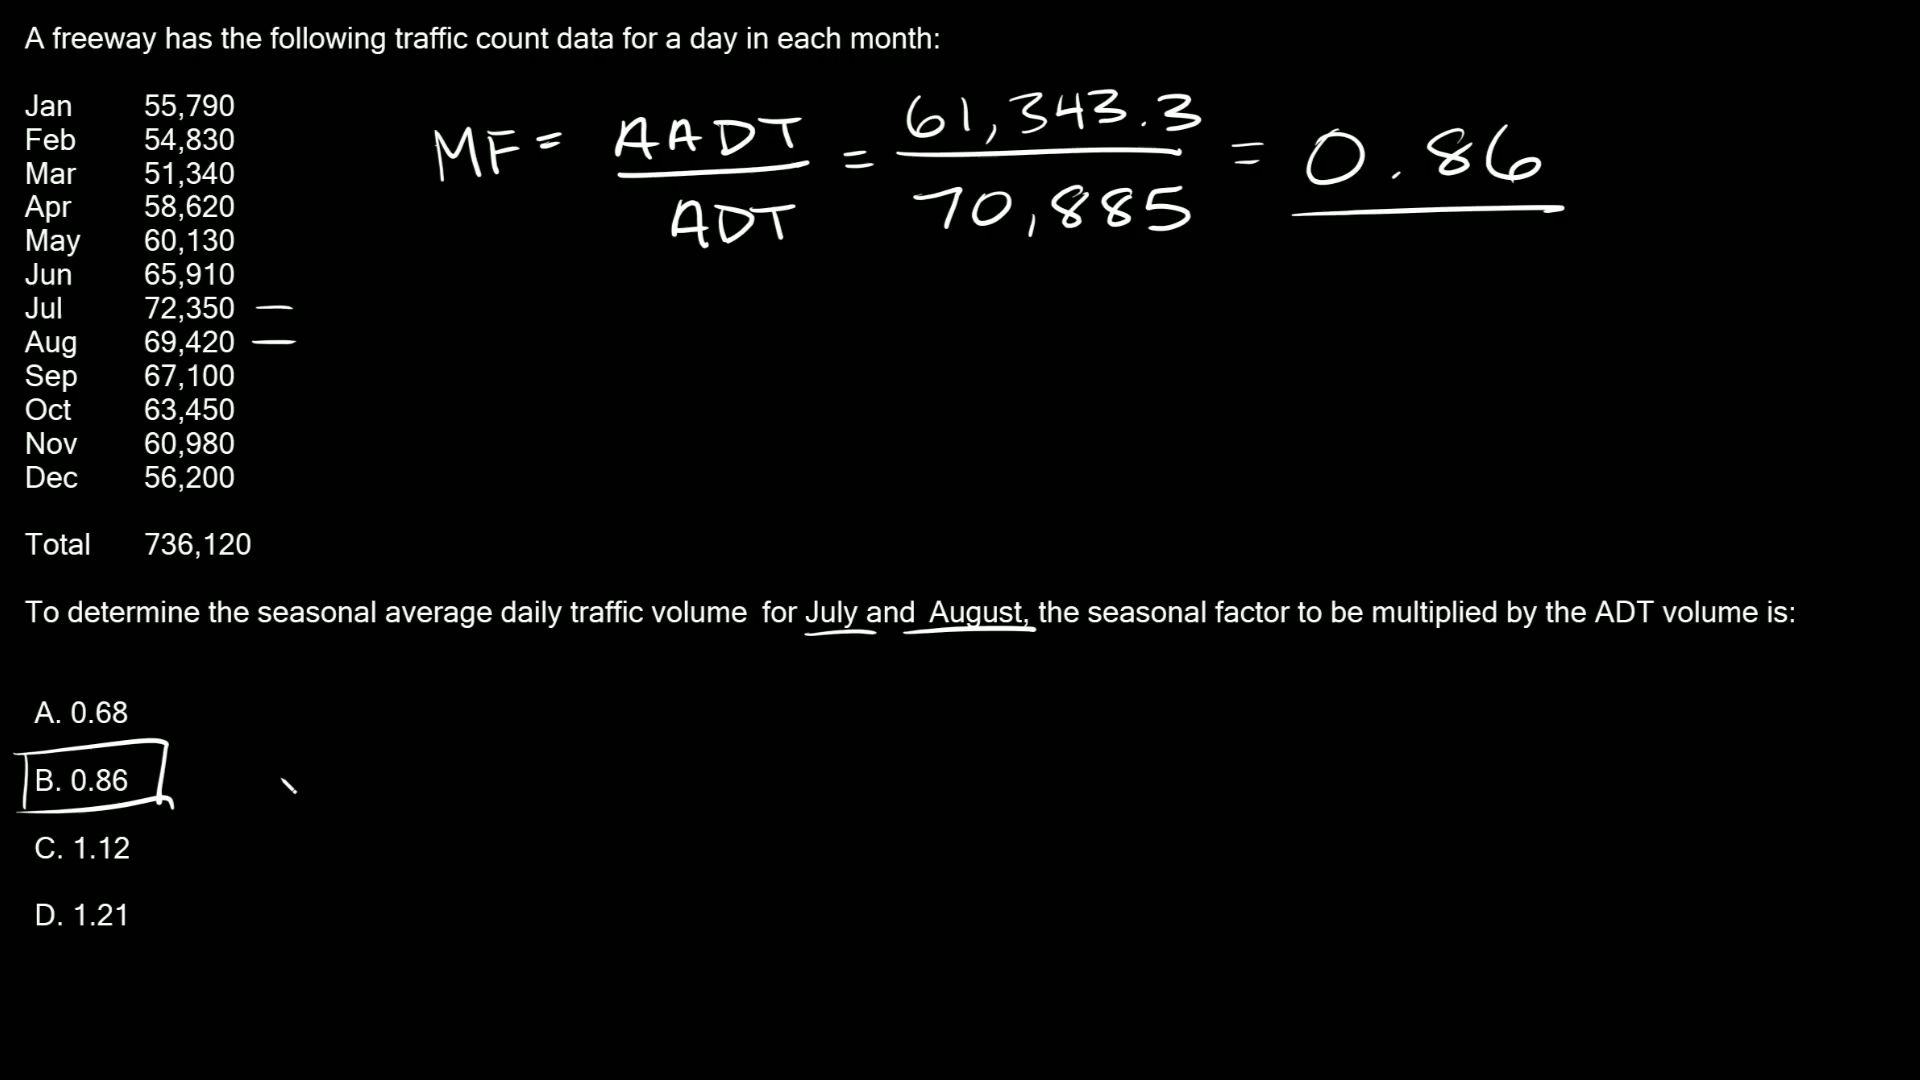 A freeway has the following traffic count data for a day in each month:
Jan 55,790
Feb 54,830
Mar 51,340
Apr 58,620
May 60,130
Jun 65,910
Jul 72,350
Aug 69,420
Sep 67,100
Oct 63,450
Nov 60,980
Dec 56,200
Total 736,120
MF = AADT / ADT = 61,343.3 / 70,885 = 0.86
To determine the seasonal average daily traffic volume for July and August, the seasonal factor to be multiplied by the ADT volume is:
A. 0.68
B. 0.86
C. 1.12
D. 1.21